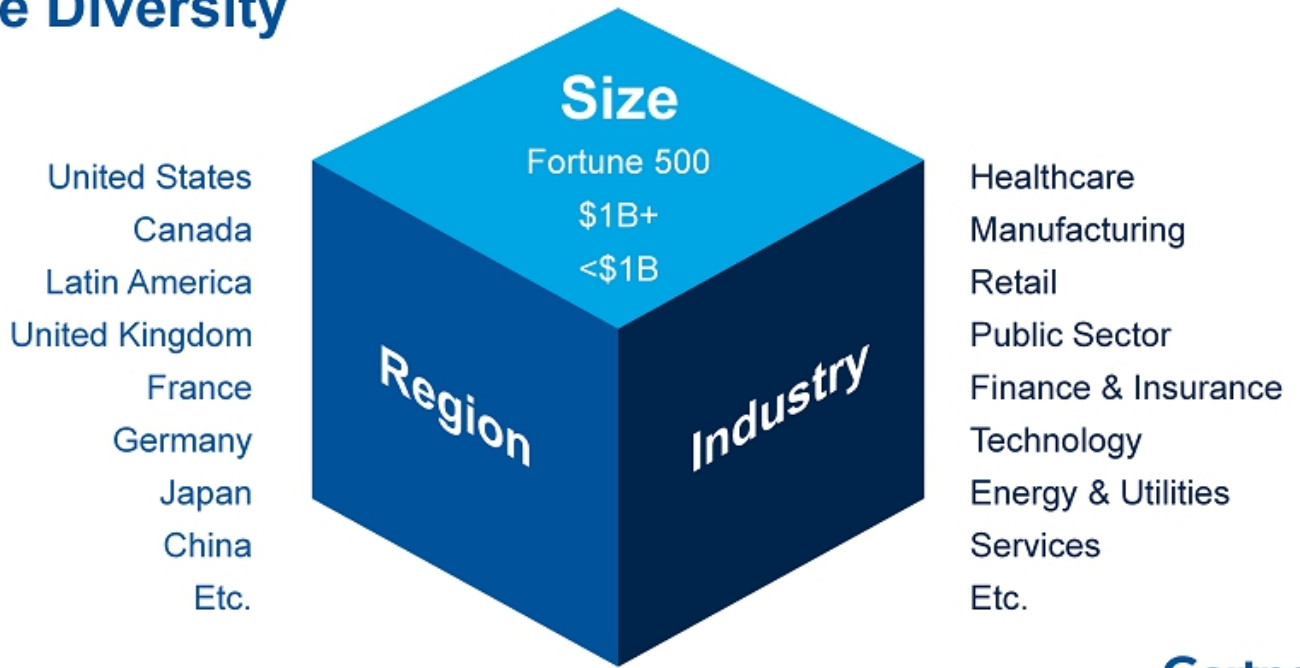 e Diversity
Size
Fortune 500
$1B+
<$1B
Region
Industry
United States
Canada
Latin America
United Kingdom
France
Germany
Japan
China
Etc.
Healthcare
Manufacturing
Retail
Public Sector
Finance & Insurance
Technology
Energy & Utilities
Services
Etc.